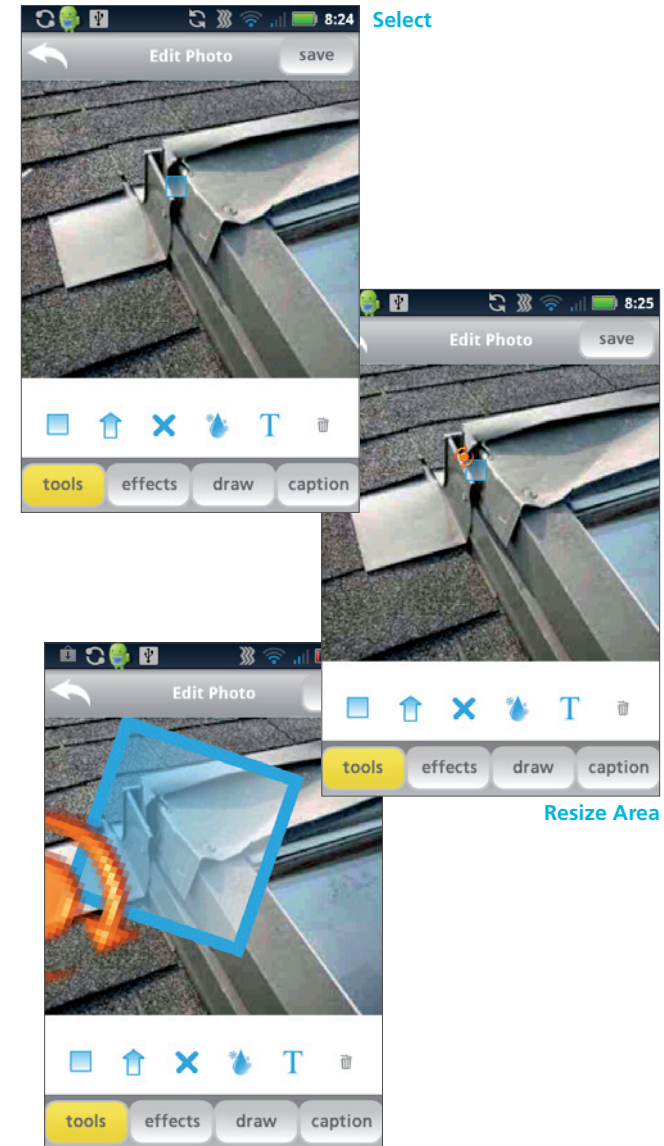 8:24
Select
Edit Photo
save
T
tools
effects
draw
caption
8:25
Edit Photo
save
T
tools
effects
draw
caption
Resize Area
Edit Photo
T
tools
effects
draw
caption